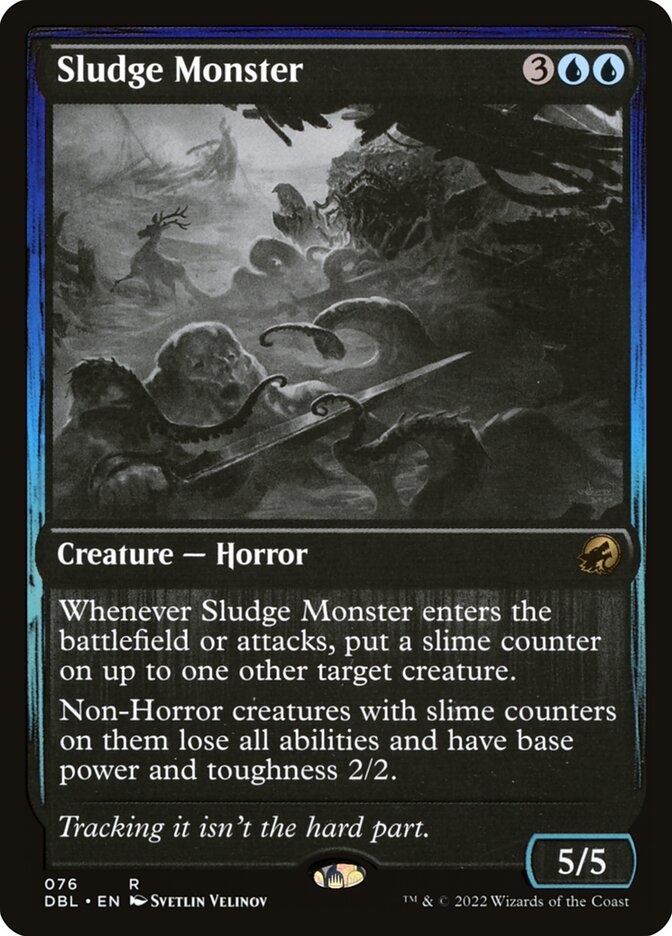 Sludge Monster 3
Creature — Horror
Whenever Sludge Monster enters the
battlefield or attacks, put a slime counter
on up to one other target creature.
Non-Horror creatures with slime counters
on them lose all abilities and have base
power and toughness 2/2.
Tracking it isn't the hard part.
5/5
076 R
DBL • EN Svetlin Velinov ™ & © 2022 Wizards of the Coast